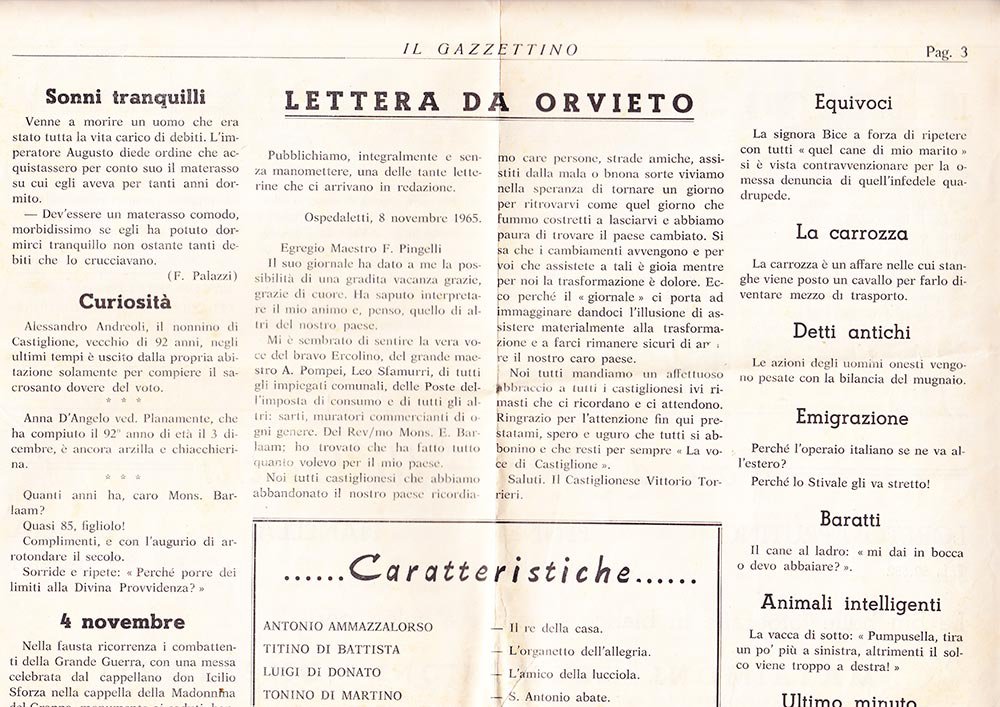 IL GAZZETTINO
Pag. 3
Sonni tranquilli
Venne a morire un uomo che era
stato tutta la vita carico di debiti. L'im-
peratore Augusto diede ordine che ac-
quistassero per conto suo il materasso
su cui egli aveva per tanti anni dor-
mito.
— Dev'essere un materasso comodo,
morbidissimo se egli ha potuto dor-
mirci tranquillo non ostante tanti de-
biti che lo crucciavano.
(F. Palazzi)
Curiosità
Alessandro Andreoli, il nonnino di
Castiglione, vecchio di 92 anni, negli
ultimi tempi è uscito dalla propria abi-
tazione solamente per compiere il sa-
crosanto dovere del voto.
* * *
Anna D'Angelo ved. Planamente, che
ha compiuto il 92° anno di età il 3 di-
cembre, è ancora arzilla e chiacchieri-
na.
* * *
Quanti anni ha, caro Mons. Bar-
laam?
Quasi 85, figliolo!
Complimenti, e con l'augurio di ar-
rotondare il secolo.
Sorride e ripete: « Perché porre dei
limiti alla Divina Provvidenza? »
4 novembre
Nella fausta ricorrenza i combatten-
ti della Grande Guerra, con una messa
celebrata dal cappellano don Icilio
Sforza nella cappella della Madonnina
LETTERA DA ORVIETO
Pubblichiamo, integralmente e sen-
za manomettere, una delle tante lette-
rine che ci arrivano in redazione.
Ospedaletti, 8 novembre 1965.
Egregio Maestro F. Pingelli
Il suo giornale ha dato a me la pos-
sibilità di una gradita vacanza grazie,
grazie di cuore. Ha saputo interpreta-
re il mio animo e, penso, quello di al-
tri del nostro paese.
Mi è sembrato di sentire la vera vo-
ce del bravo Ercolino, del grande mae-
stro A. Pompei, Leo Sfamurri, di tutti
gli impiegati comunali, delle Poste del-
l'imposta di consumo e di tutti gli al-
tri: sarti, muratori commercianti di o-
gni genere. Del Rev/mo Mons. E. Bar-
laam; ho trovato che ha fatto tutto
quanto volevo per il mio paese.
Noi tutti castiglionesi che abbiamo
abbandonato il nostro paese ricordia-
mo care persone, strade amiche, assi-
stiti dalla mala o bnona sorte viviamo
nella speranza di tornare un giorno
per ritrovarvi come quel giorno che
fummo costretti a lasciarvi e abbiamo
paura di trovare il paese cambiato. Si
sa che i cambiamenti avvengono e per
voi che assistete a tali è gioia mentre
per noi la trasformazione è dolore. Ec-
co perché il « giornale » ci porta ad
immagginare dandoci l'illusione di as-
sistere materialmente alla trasforma-
zione e a farci rimanere sicuri di
re il nostro caro paese.
Noi tutti mandiamo un affettuoso
abbraccio a tutti i castiglionesi ivi ri-
masti che ci ricordano e ci attendono.
Ringrazio per l'attenzione fin qui pre-
statami, spero e uguro che tutti si ab-
bonino e che resti per sempre « La vo-
ce di Castiglione ».
Saluti. Il Castiglionese Vittorio Tor-
rieri.
......Caratteristiche......
ANTONIO AMMAZZALORSO — Il re della casa.
TITINO DI BATTISTA — L'organetto dell'allegria.
LUIGI DI DONATO — L'amico della lucciola.
TONINO DI MARTINO — S. Antonio abate.
Equivoci
La signora Bice a forza di ripetere
con tutti « quel cane di mio marito »
si è vista contravvenzionare per la o-
messa denuncia di quell'infedele qua-
drupede.
La carrozza
La carrozza è un affare nelle cui stan-
ghe viene posto un cavallo per farlo di-
ventare mezzo di trasporto.
Detti antichi
Le azioni degli uomini onesti vengo-
no pesate con la bilancia del mugnaio.
Emigrazione
Perché l'operaio italiano se ne va al-
l'estero?
Perché lo Stivale gli va stretto!
Baratti
Il cane al ladro: « mi dai in bocca
o devo abbaiare? ».
Animali intelligenti
La vacca di sotto: « Pumpusella, tira
un po' più a sinistra, altrimenti il sol-
co viene troppo a destra! »
Ultimo minuto